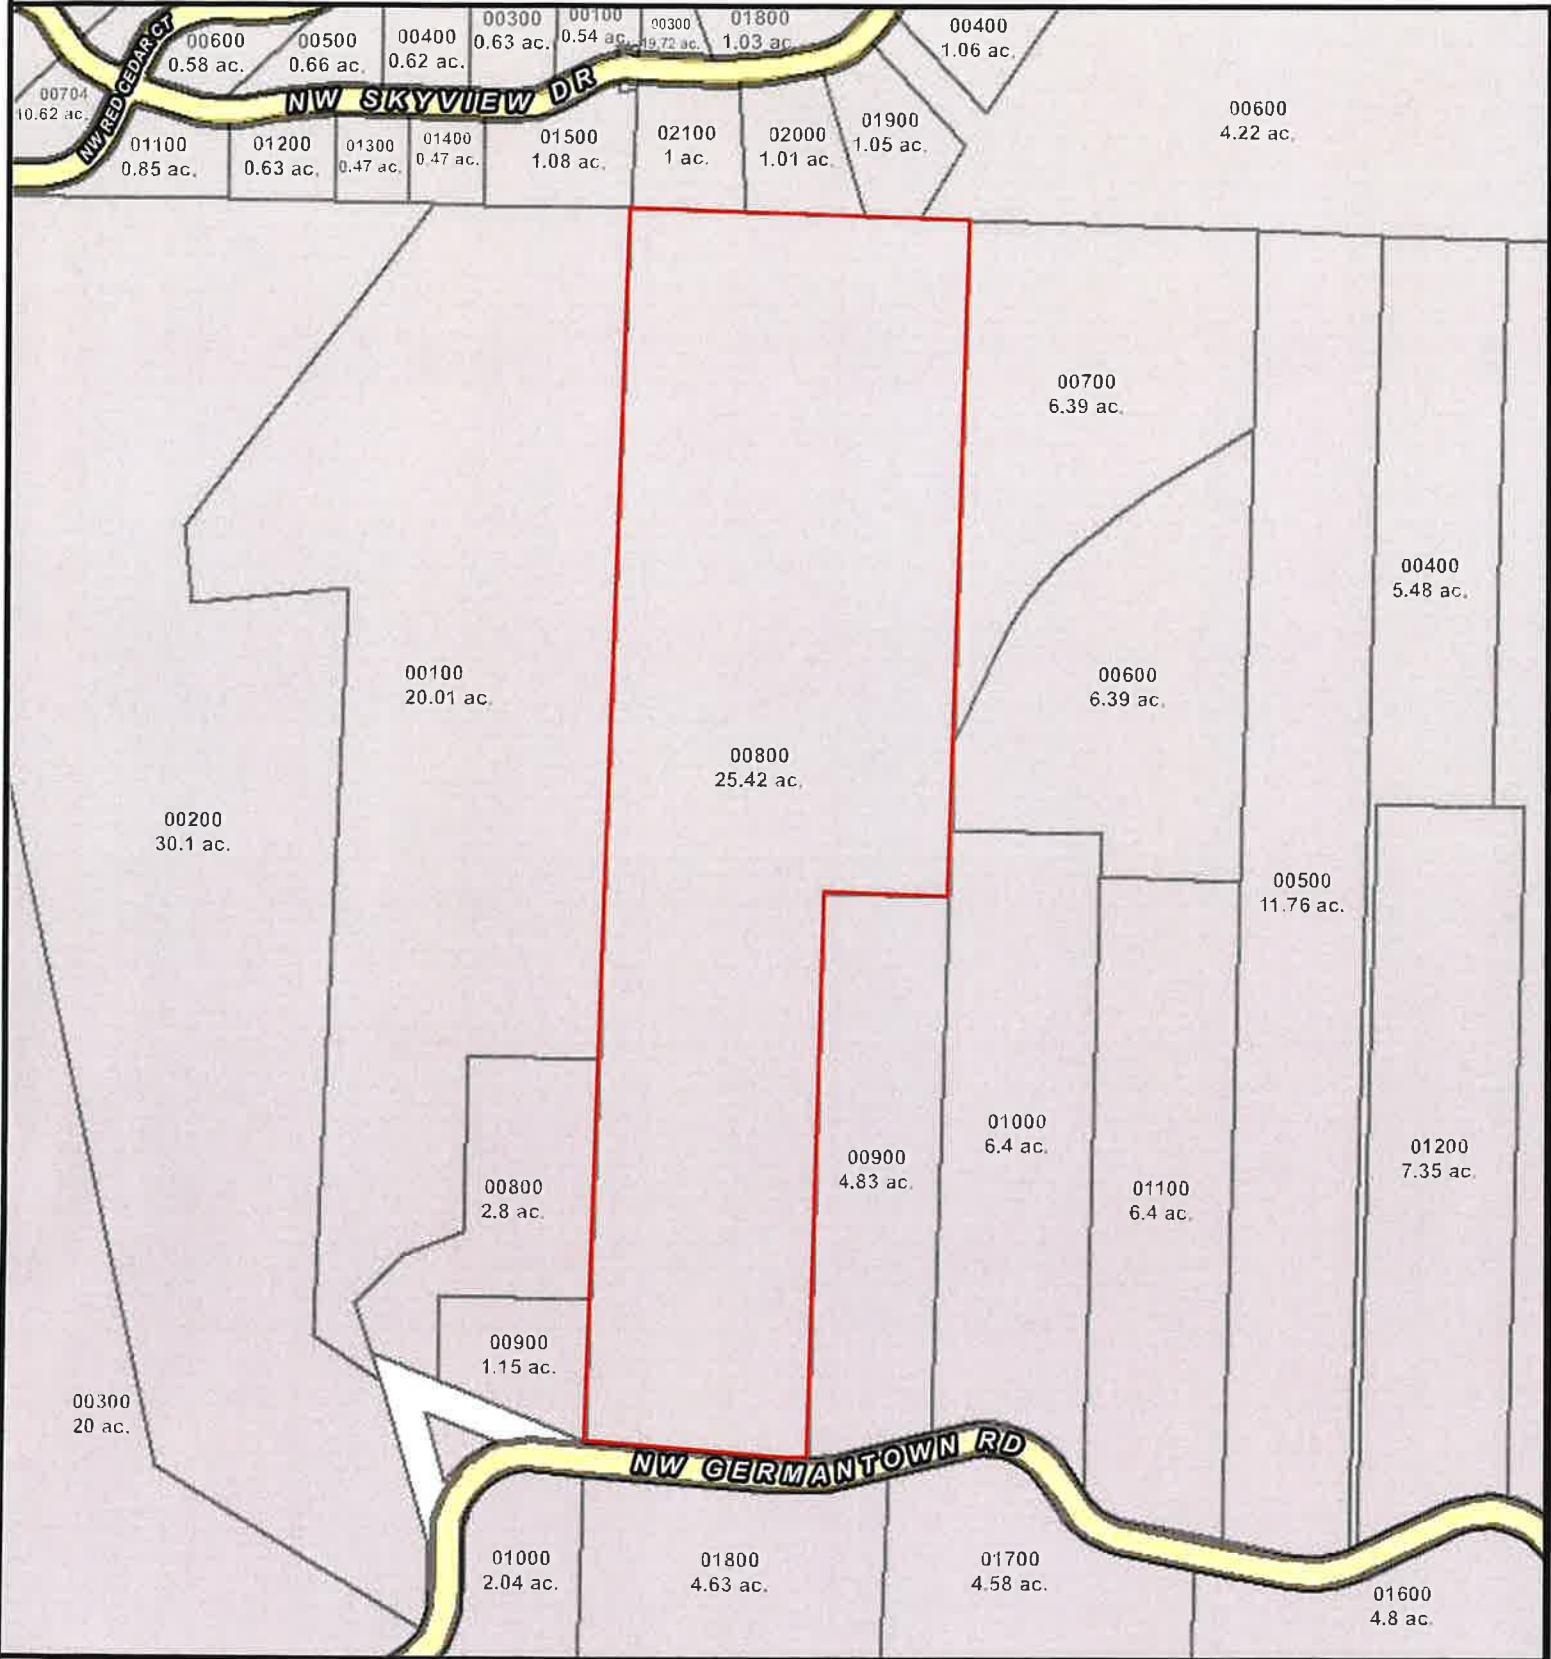 00300
0.63 ac.
00100
0.54 ac.
00300
19.72 ac.
01800
1.03 ac.
00400
1.06 ac.
00600
0.58 ac.
00500
0.66 ac.
00400
0.62 ac.
NW RED CEDAR CT
NW SKYVIEW DR
00704
10.62 ac.
01100
0.85 ac.
01200
0.63 ac.
01300
0.47 ac.
01400
0.47 ac.
01500
1.08 ac.
02100
1 ac.
02000
1.01 ac.
01900
1.05 ac.
00600
4.22 ac.
00700
6.39 ac.
00400
5.48 ac.
00100
20.01 ac.
00600
6.39 ac.
00800
25.42 ac.
00200
30.1 ac.
00500
11.76 ac.
01000
6.4 ac.
00900
4.83 ac.
01200
7.35 ac.
00800
2.8 ac.
01100
6.4 ac.
00900
1.15 ac.
00300
20 ac.
NW GERMANTOWN RD
01000
2.04 ac.
01800
4.63 ac.
01700
4.58 ac.
01600
4.8 ac.